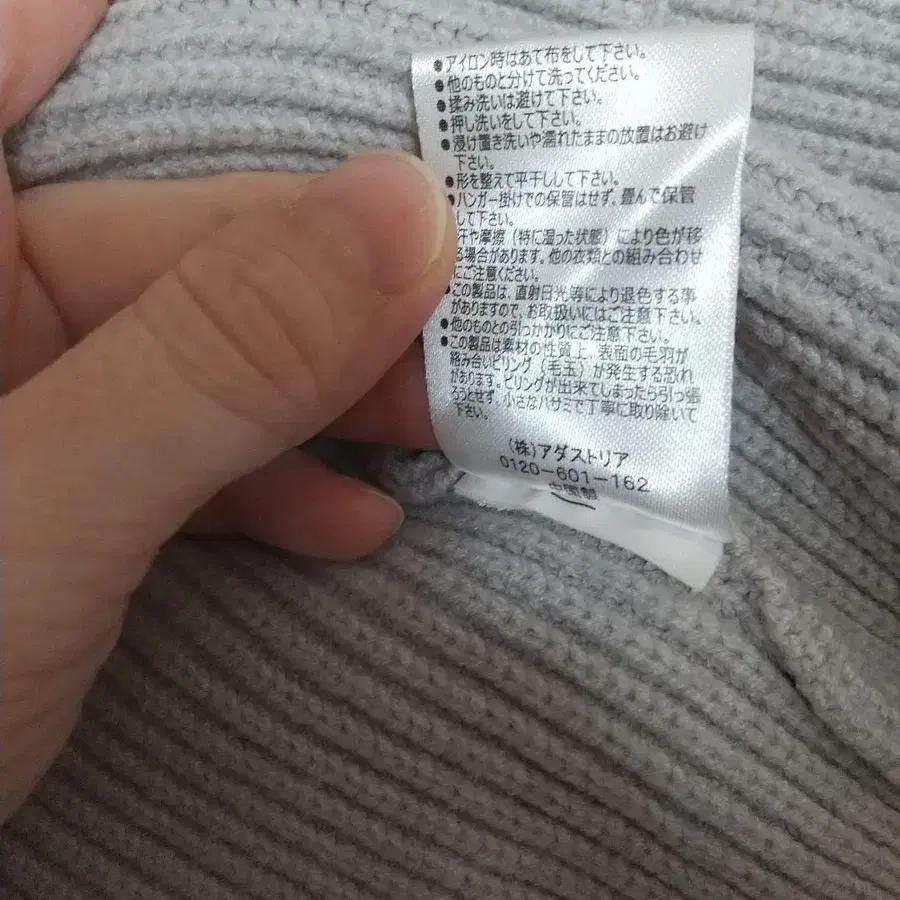 ●アイロン時はあて布をして下さい。
●他のものと分けて洗ってください。
●揉み洗いは避けて下さい。
●押し洗いをして下さい。
●浸け置き洗いや濡れたままの放置はお避け
下さい。
●形を整えて平干しして下さい。
●ハンガー掛けでの保管はせず、畳んで保管
して下さい。
汗や摩擦(特に湿った状態)により色が移
る場合があります。他の衣類との組み合わせ
にご注意ください。
●この製品は、直射日光等により退色する事
がありますので、お取扱いにはご注意下さい。
●他のものとの引っかかりにご注意下さい。
●この製品は素材の性質上、表面の毛羽が
絡み合いピリング(毛玉)が発生する恐れ
があります。ピリングが出来てしまったら引っ張
ろうとせず、小さなハサミで丁寧に取り除いて
下さい。
(株)アダストリア
0120-601-162
中国製